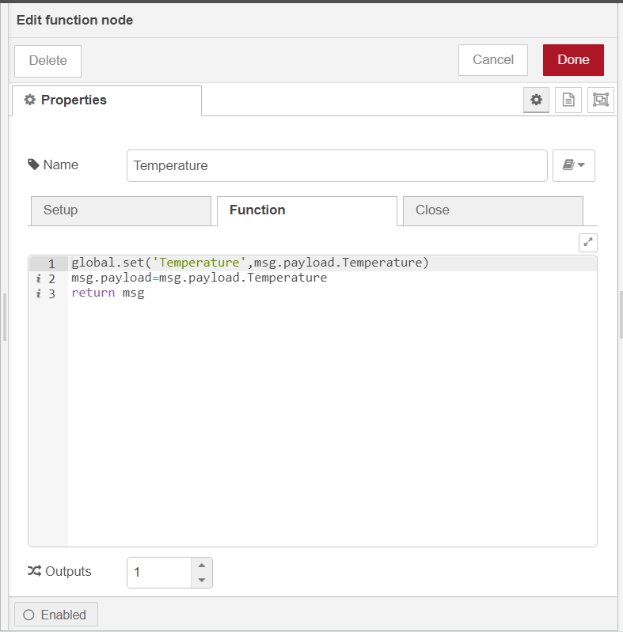 Edit function node
Delete
Cancel
Done
Properties
Name
Temperature
Setup
Function
Close
1 global.set('Temperature',msg.payload.Temperature)
i 2 msg.payload=msg.payload.Temperature
i 3 return msg
Outputs
1
Enabled